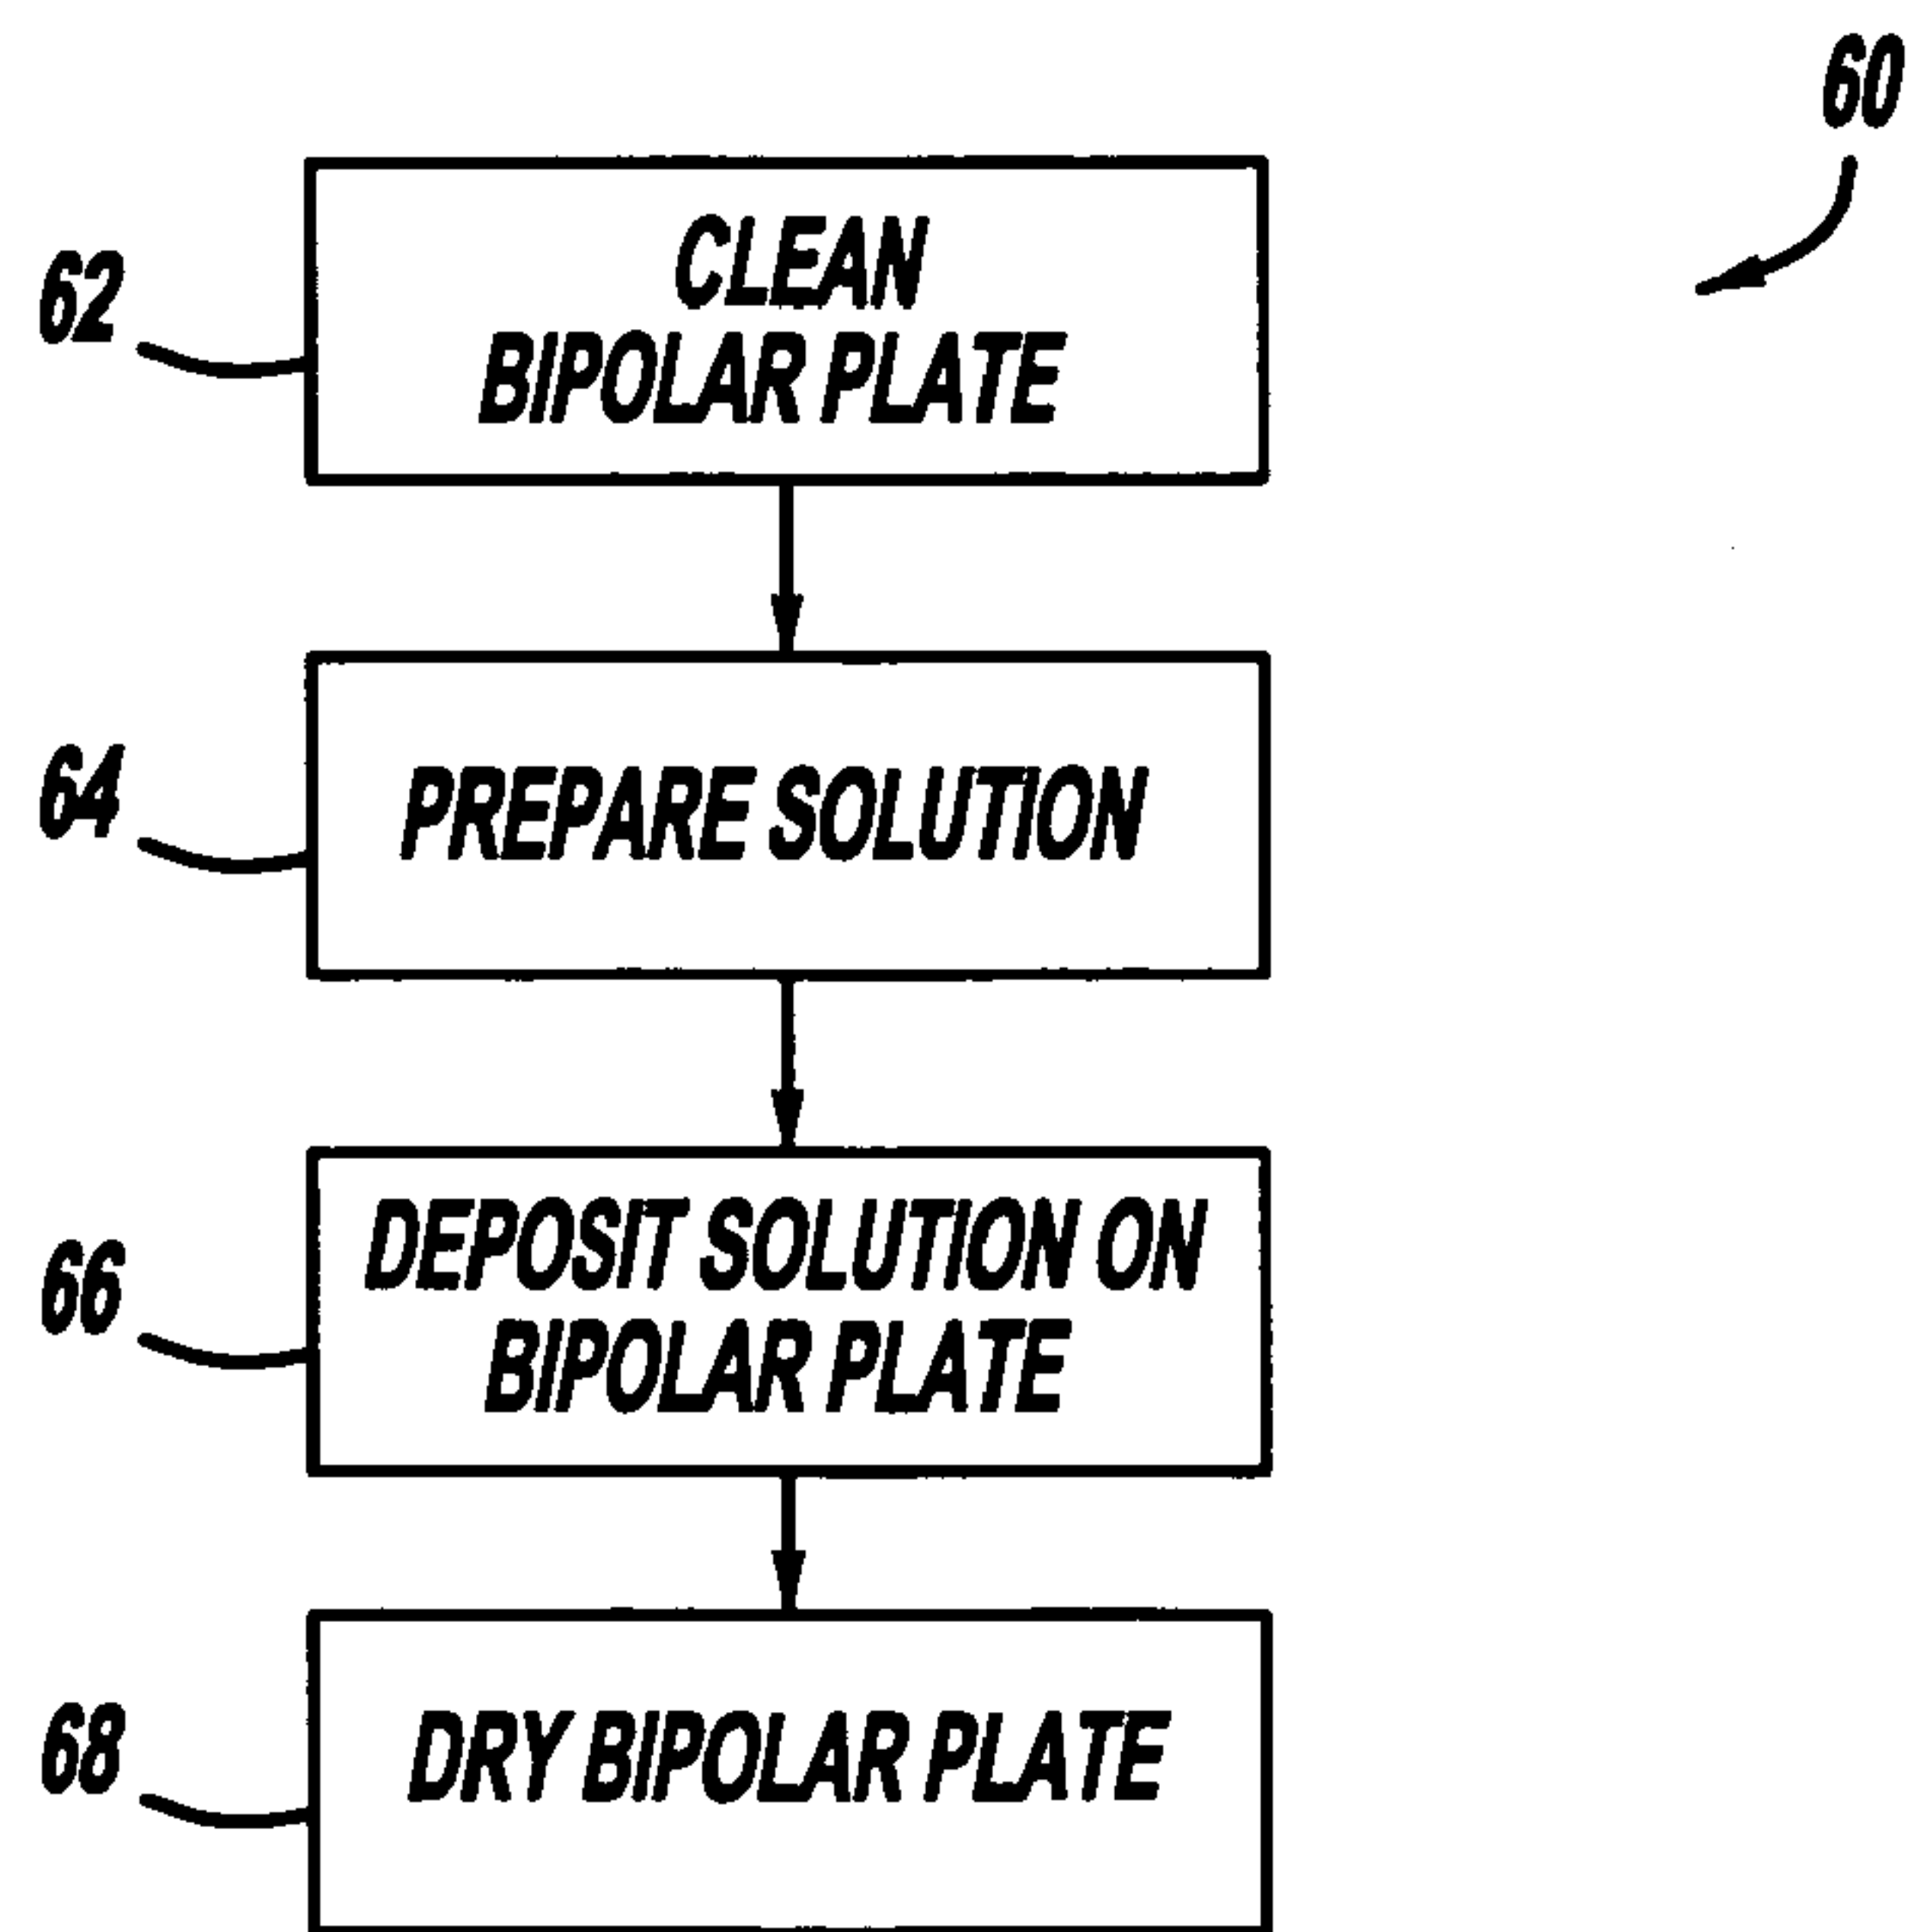 60
62
CLEAN
BIPOLAR PLATE
64
PREPARE SOLUTION
66
DEPOSIT SOLUTION ON
BIPOLAR PLATE
68
DRY BIPOLAR PLATE